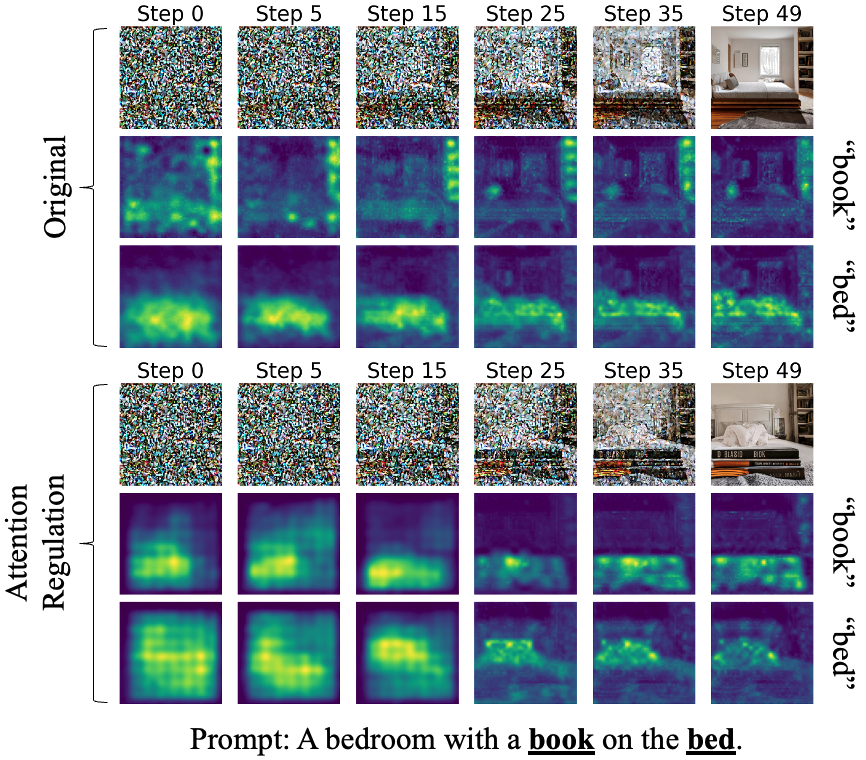 Step 0 Step 5 Step 15 Step 25 Step 35 Step 49
Original
“book”
“bed”
Step 0 Step 5 Step 15 Step 25 Step 35 Step 49
Attention
Regulation
“book”
“bed”
Prompt: A bedroom with a book on the bed.